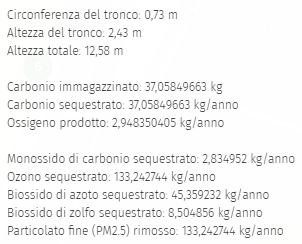 Circonferenza del tronco: 0,73 m
Altezza del tronco: 2,43 m
Altezza totale: 12,58 m
Carbonio immagazzinato: 37,05849663 kg
Carbonio sequestrato: 37,05849663 kg/anno
Ossigeno prodotto: 2,948350405 kg/anno
Monossido di carbonio sequestrato: 2,834952 kg/anno
Ozono sequestrato: 133,242744 kg/anno
Biossido di azoto sequestrato: 45,359232 kg/anno
Biossido di zolfo sequestrato: 8,504856 kg/anno
Particolato fine (PM2.5) rimosso: 133,242744 kg/anno